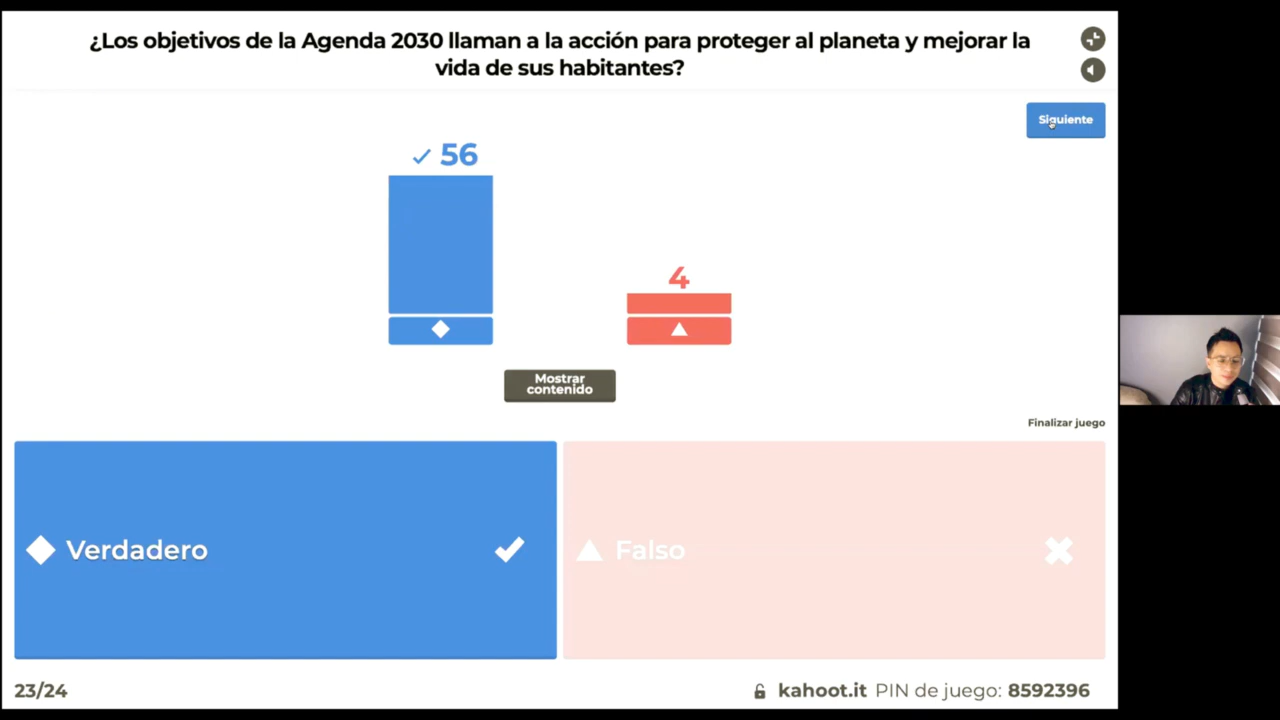 ¿Los objetivos de la Agenda 2030 llaman a la acción para proteger al planeta y mejorar la
vida de sus habitantes?
Siguiente
56
4
Mostrar
contenido
Finalizar juego
Verdadero
Falso
23/24
kahoot.it PIN de juego: 8592396